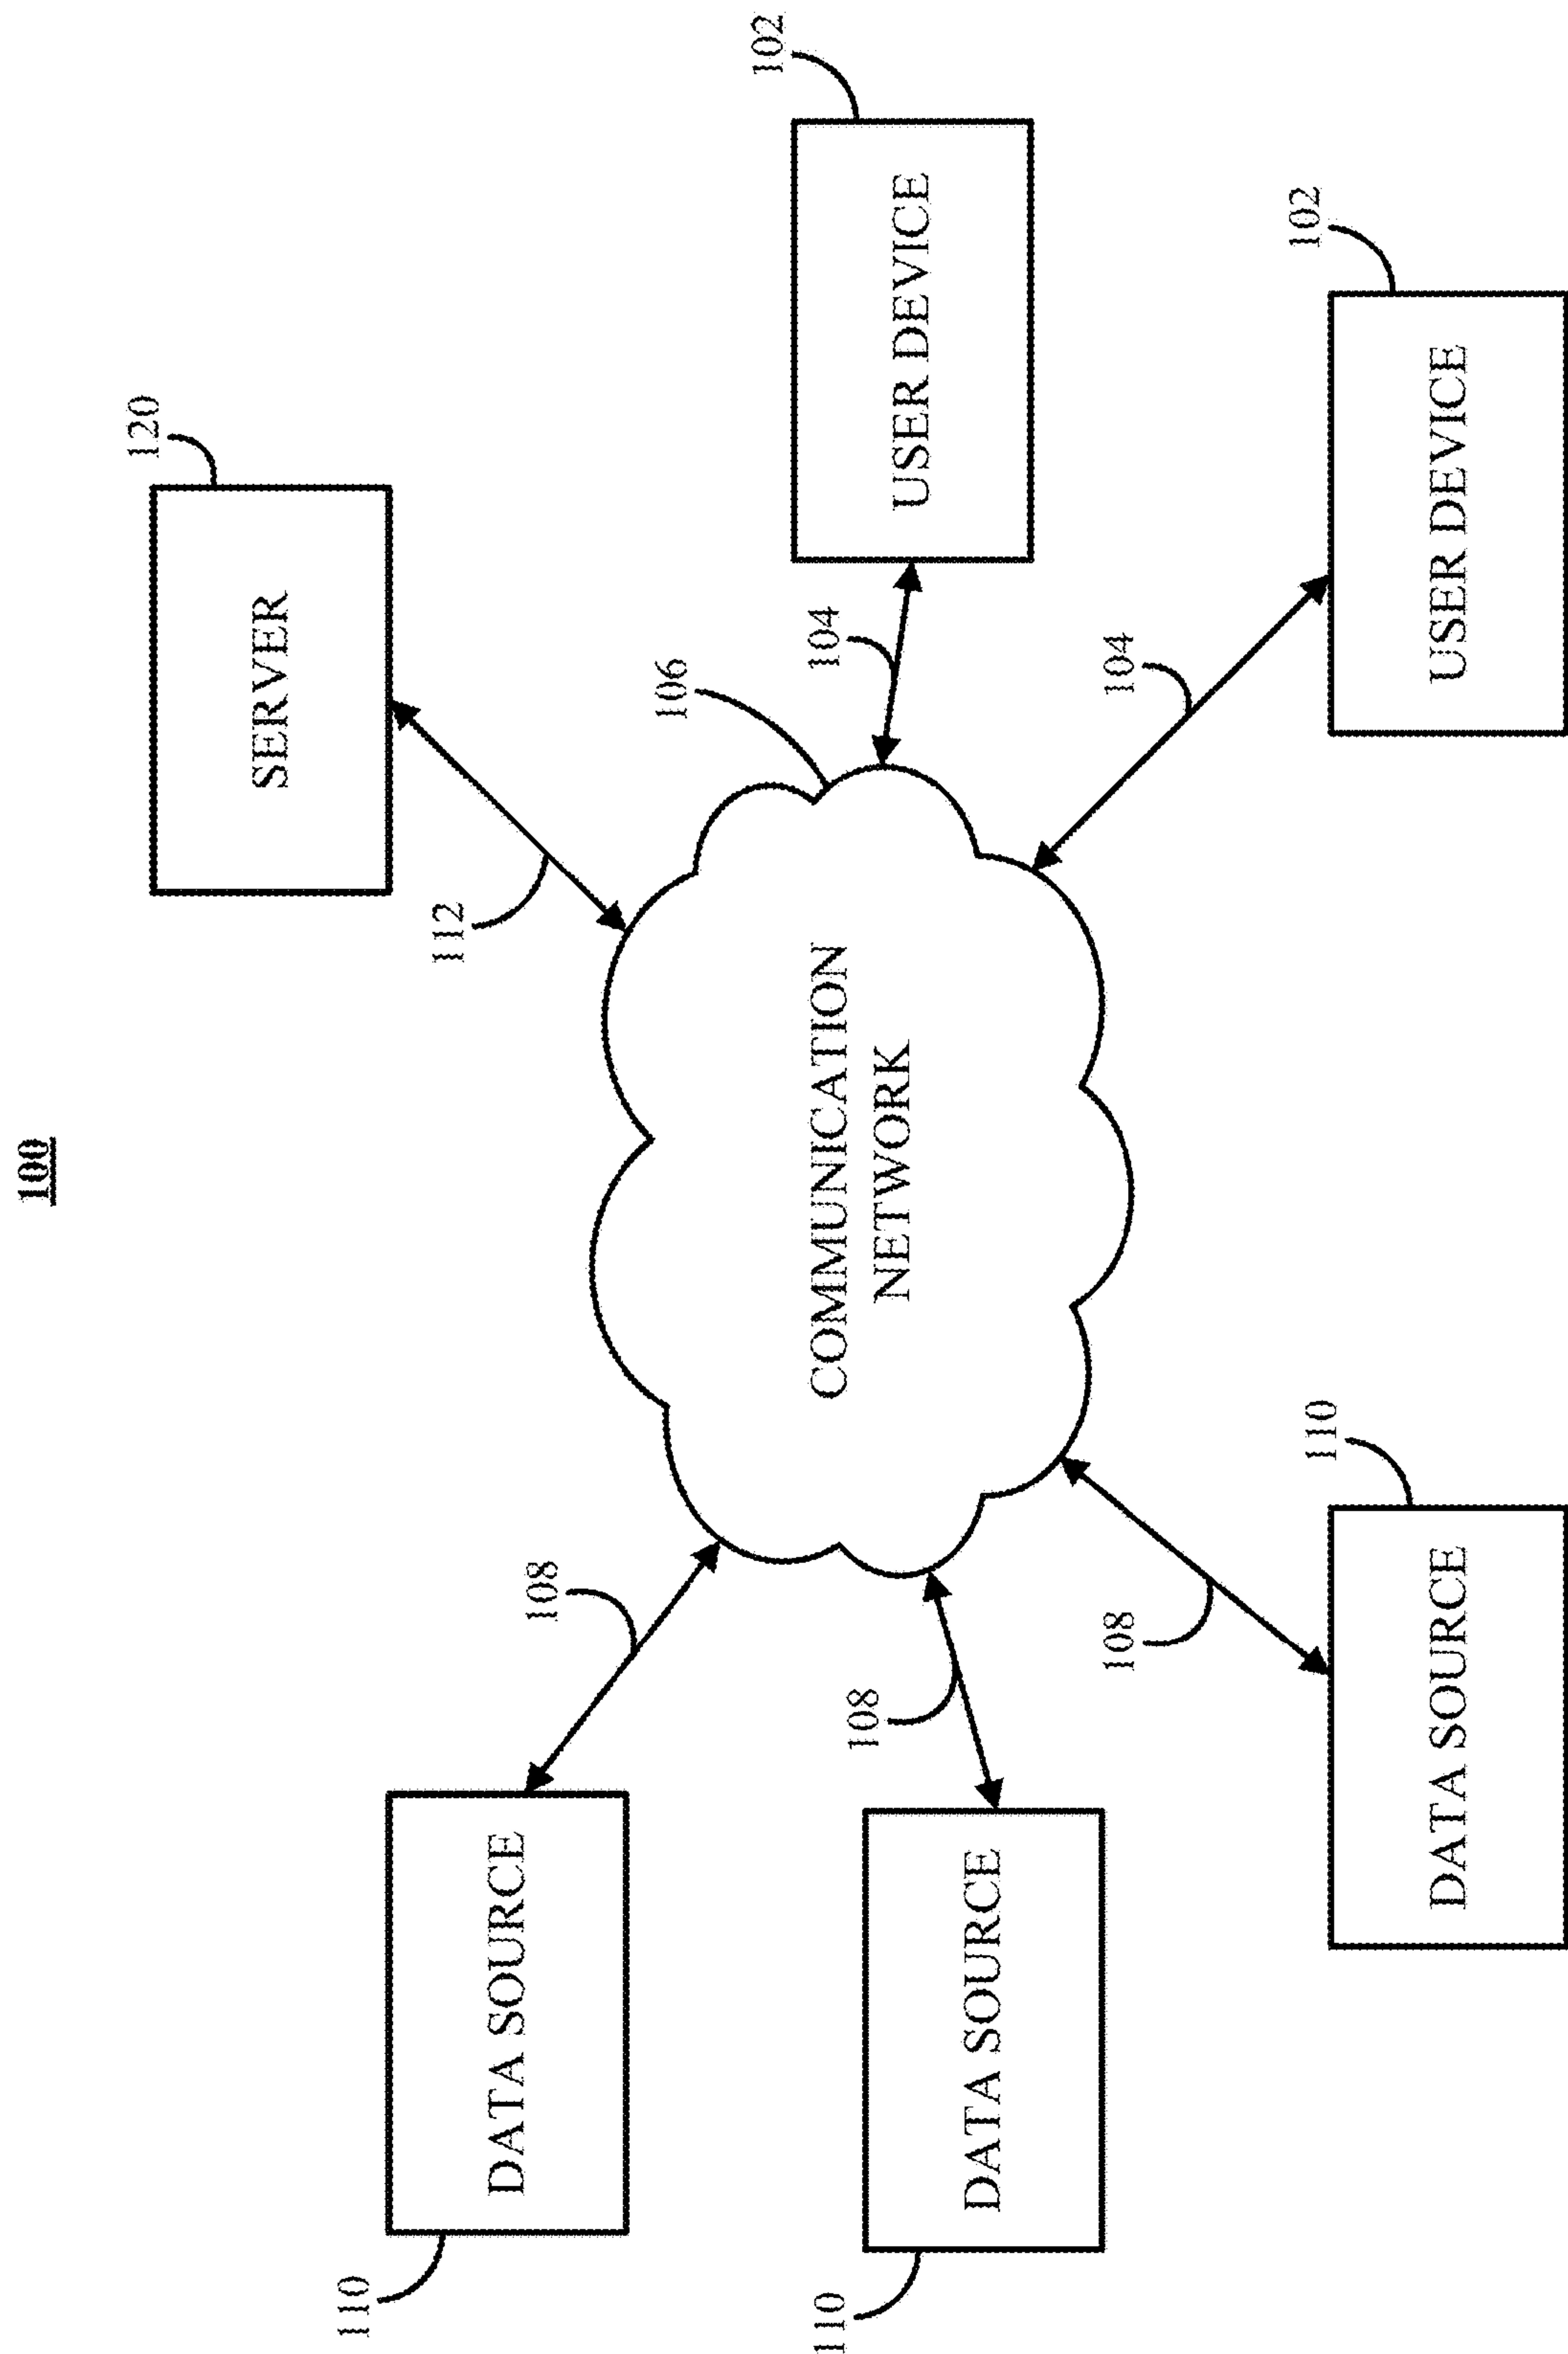 100
120
SERVER
112
DATA SOURCE
110
108
106
COMMUNICATION
NETWORK
104
USER DEVICE
102
108
DATA SOURCE
110
104
USER DEVICE
102
108
DATA SOURCE
110